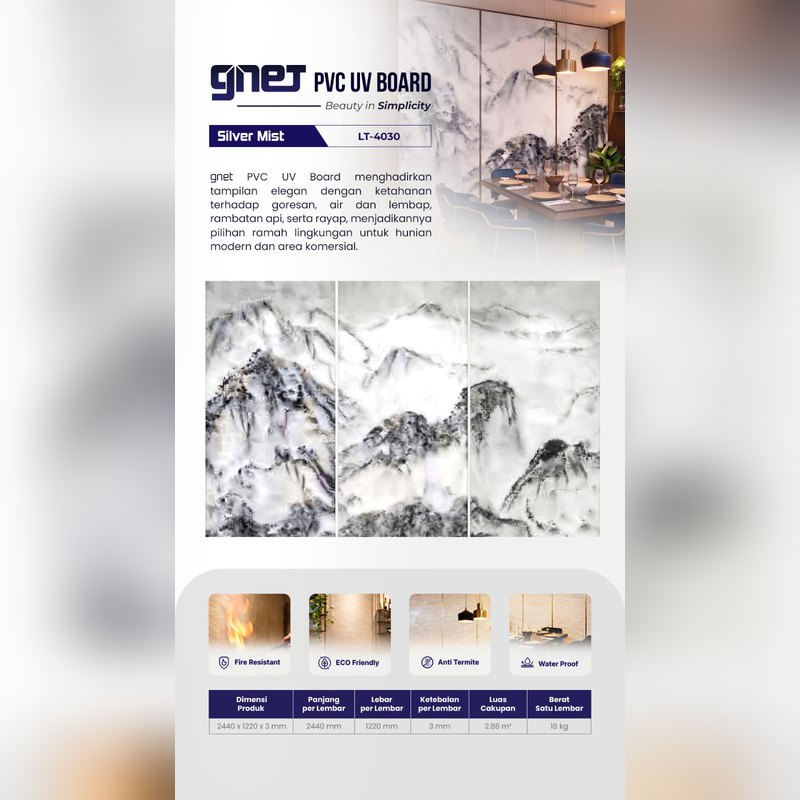 gnet PVC UV BOARD
Beauty in Simplicity
Silver Mist LT-4030
gnet PVC UV Board menghadirkan
tampilan elegan dengan ketahanan
terhadap goresan, air dan lembap,
rambatan api, serta rayap, menjadikannya
pilihan ramah lingkungan untuk hunian
modern dan area komersial.
Fire Resistant ECO Friendly Anti Termite Water Proof
Dimensi Panjang Lebar Ketebalan Luas Berat
Produk per Lembar per Lembar per Lembar Cakupan Satu Lembar
2440 x 1220 x 3 mm 2440 mm 1220 mm 3 mm 2.88 m² 18 kg